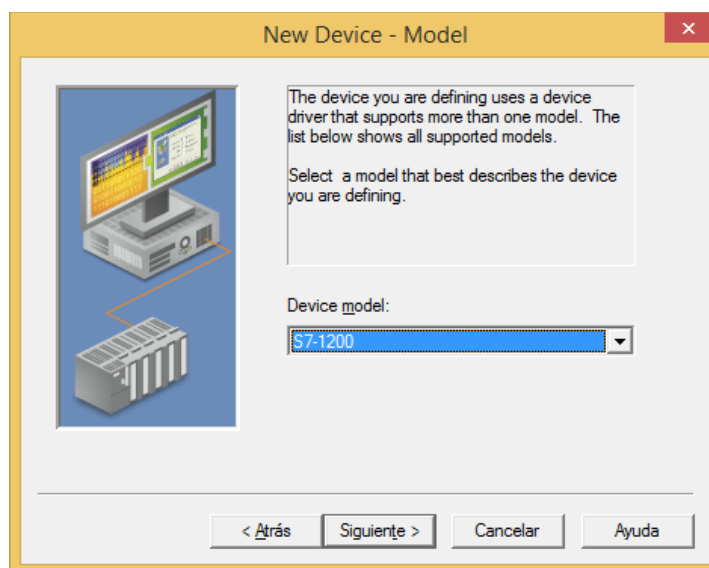 New Device - Model
The device you are defining uses a device
driver that supports more than one model.  The
list below shows all supported models.
Select  a model that best describes the device
you are defining.
Device model:
S7-1200
< Atrás
Siguiente >
Cancelar
Ayuda